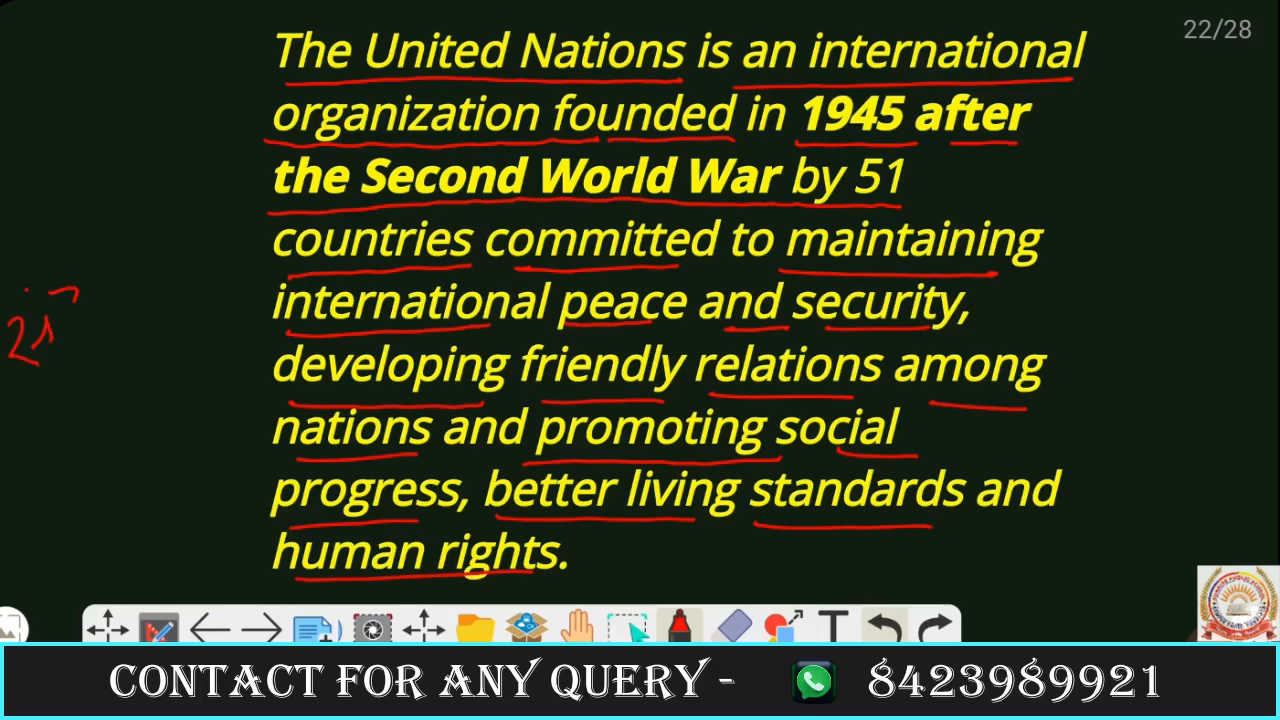 22/28
The United Nations is an international
organization founded in 1945 after
the Second World War by 51
countries committed to maintaining
international peace and security,
developing friendly relations among
nations and promoting social
progress, better living standards and
human rights.
CONTACT FOR ANY QUERY - 8423989921